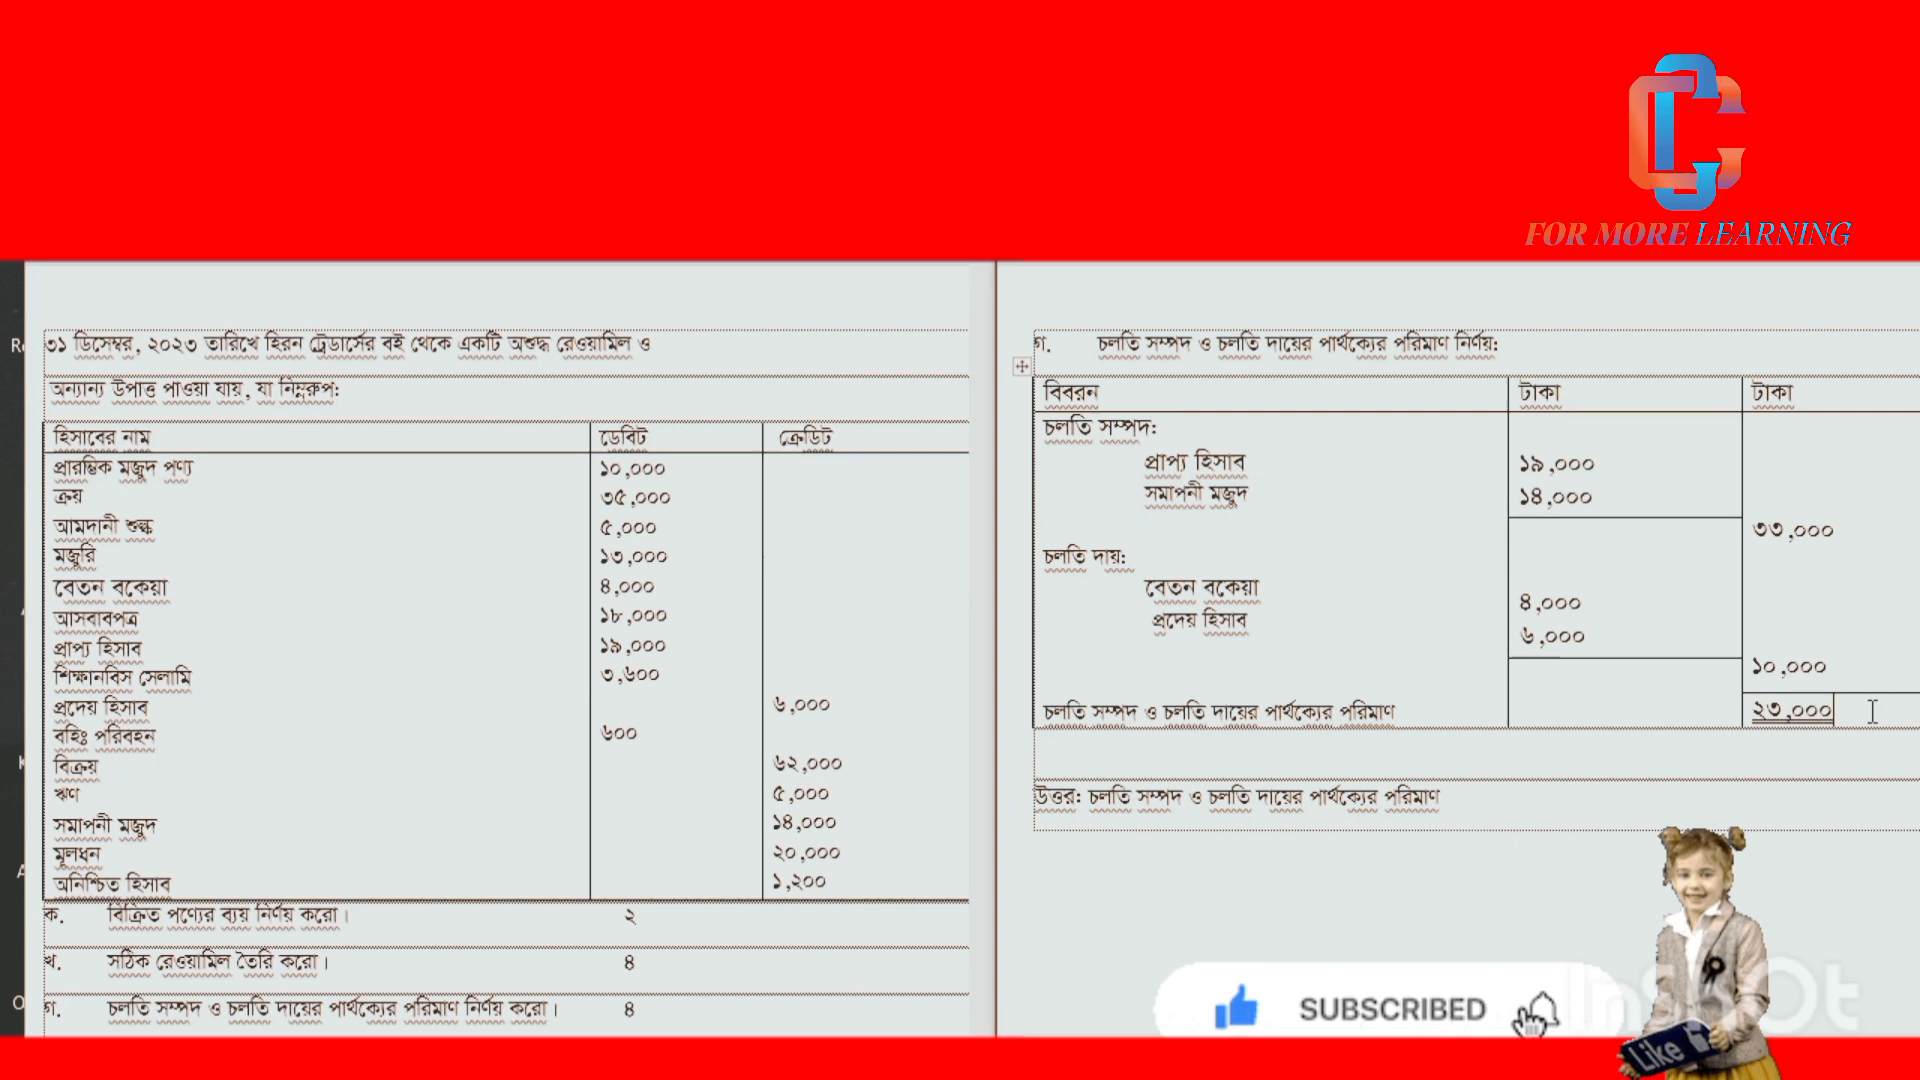 FOR MORE LEARNING
৩১ ডিসেম্বর, ২০২৩ তারিখে হিরন ট্রেডার্সের বই থেকে একটি অশুদ্ধ রেওয়ামিল ও
অন্যান্য উপাত্ত পাওয়া যায়, যা নিম্নরুপ:
হিসাবের নাম ডেবিট ক্রেডিট
প্রারম্ভিক মজুদ পণ্য ১০,০০০
ক্রয় ৩৫,০০০
আমদানী শুল্ক ৫,০০০
মজুরি ১৩,০০০
বেতন বকেয়া ৪,০০০
আসবাবপত্র ১৮,০০০
প্রাপ্য হিসাব ১৯,০০০
শিক্ষানবিস সেলামি ৩,৬০০
প্রদেয় হিসাব ৬,০০০
বহিঃ পরিবহন ৬০০
বিক্রয় ৬২,০০০
ঋণ ৫,০০০
সমাপনী মজুদ ১৪,০০০
মূলধন ২০,০০০
অনিশ্চিত হিসাব ১,২০০
ক. বিক্রিত পণ্যের ব্যয় নির্ণয় করো। ২
খ. সঠিক রেওয়ামিল তৈরি করো। ৪
গ. চলতি সম্পদ ও চলতি দায়ের পার্থক্যের পরিমাণ নির্ণয় করো। ৪
গ. চলতি সম্পদ ও চলতি দায়ের পার্থক্যের পরিমাণ নির্ণয়:
বিবরন টাকা টাকা
চলতি সম্পদ:
প্রাপ্য হিসাব ১৯,০০০
সমাপনী মজুদ ১৪,০০০
৩৩,০০০
চলতি দায়:
বেতন বকেয়া ৪,০০০
প্রদেয় হিসাব ৬,০০০
১০,০০০
চলতি সম্পদ ও চলতি দায়ের পার্থক্যের পরিমাণ ২৩,০০০
উত্তর: চলতি সম্পদ ও চলতি দায়ের পার্থক্যের পরিমাণ
SUBSCRIBED
InShOt
Like